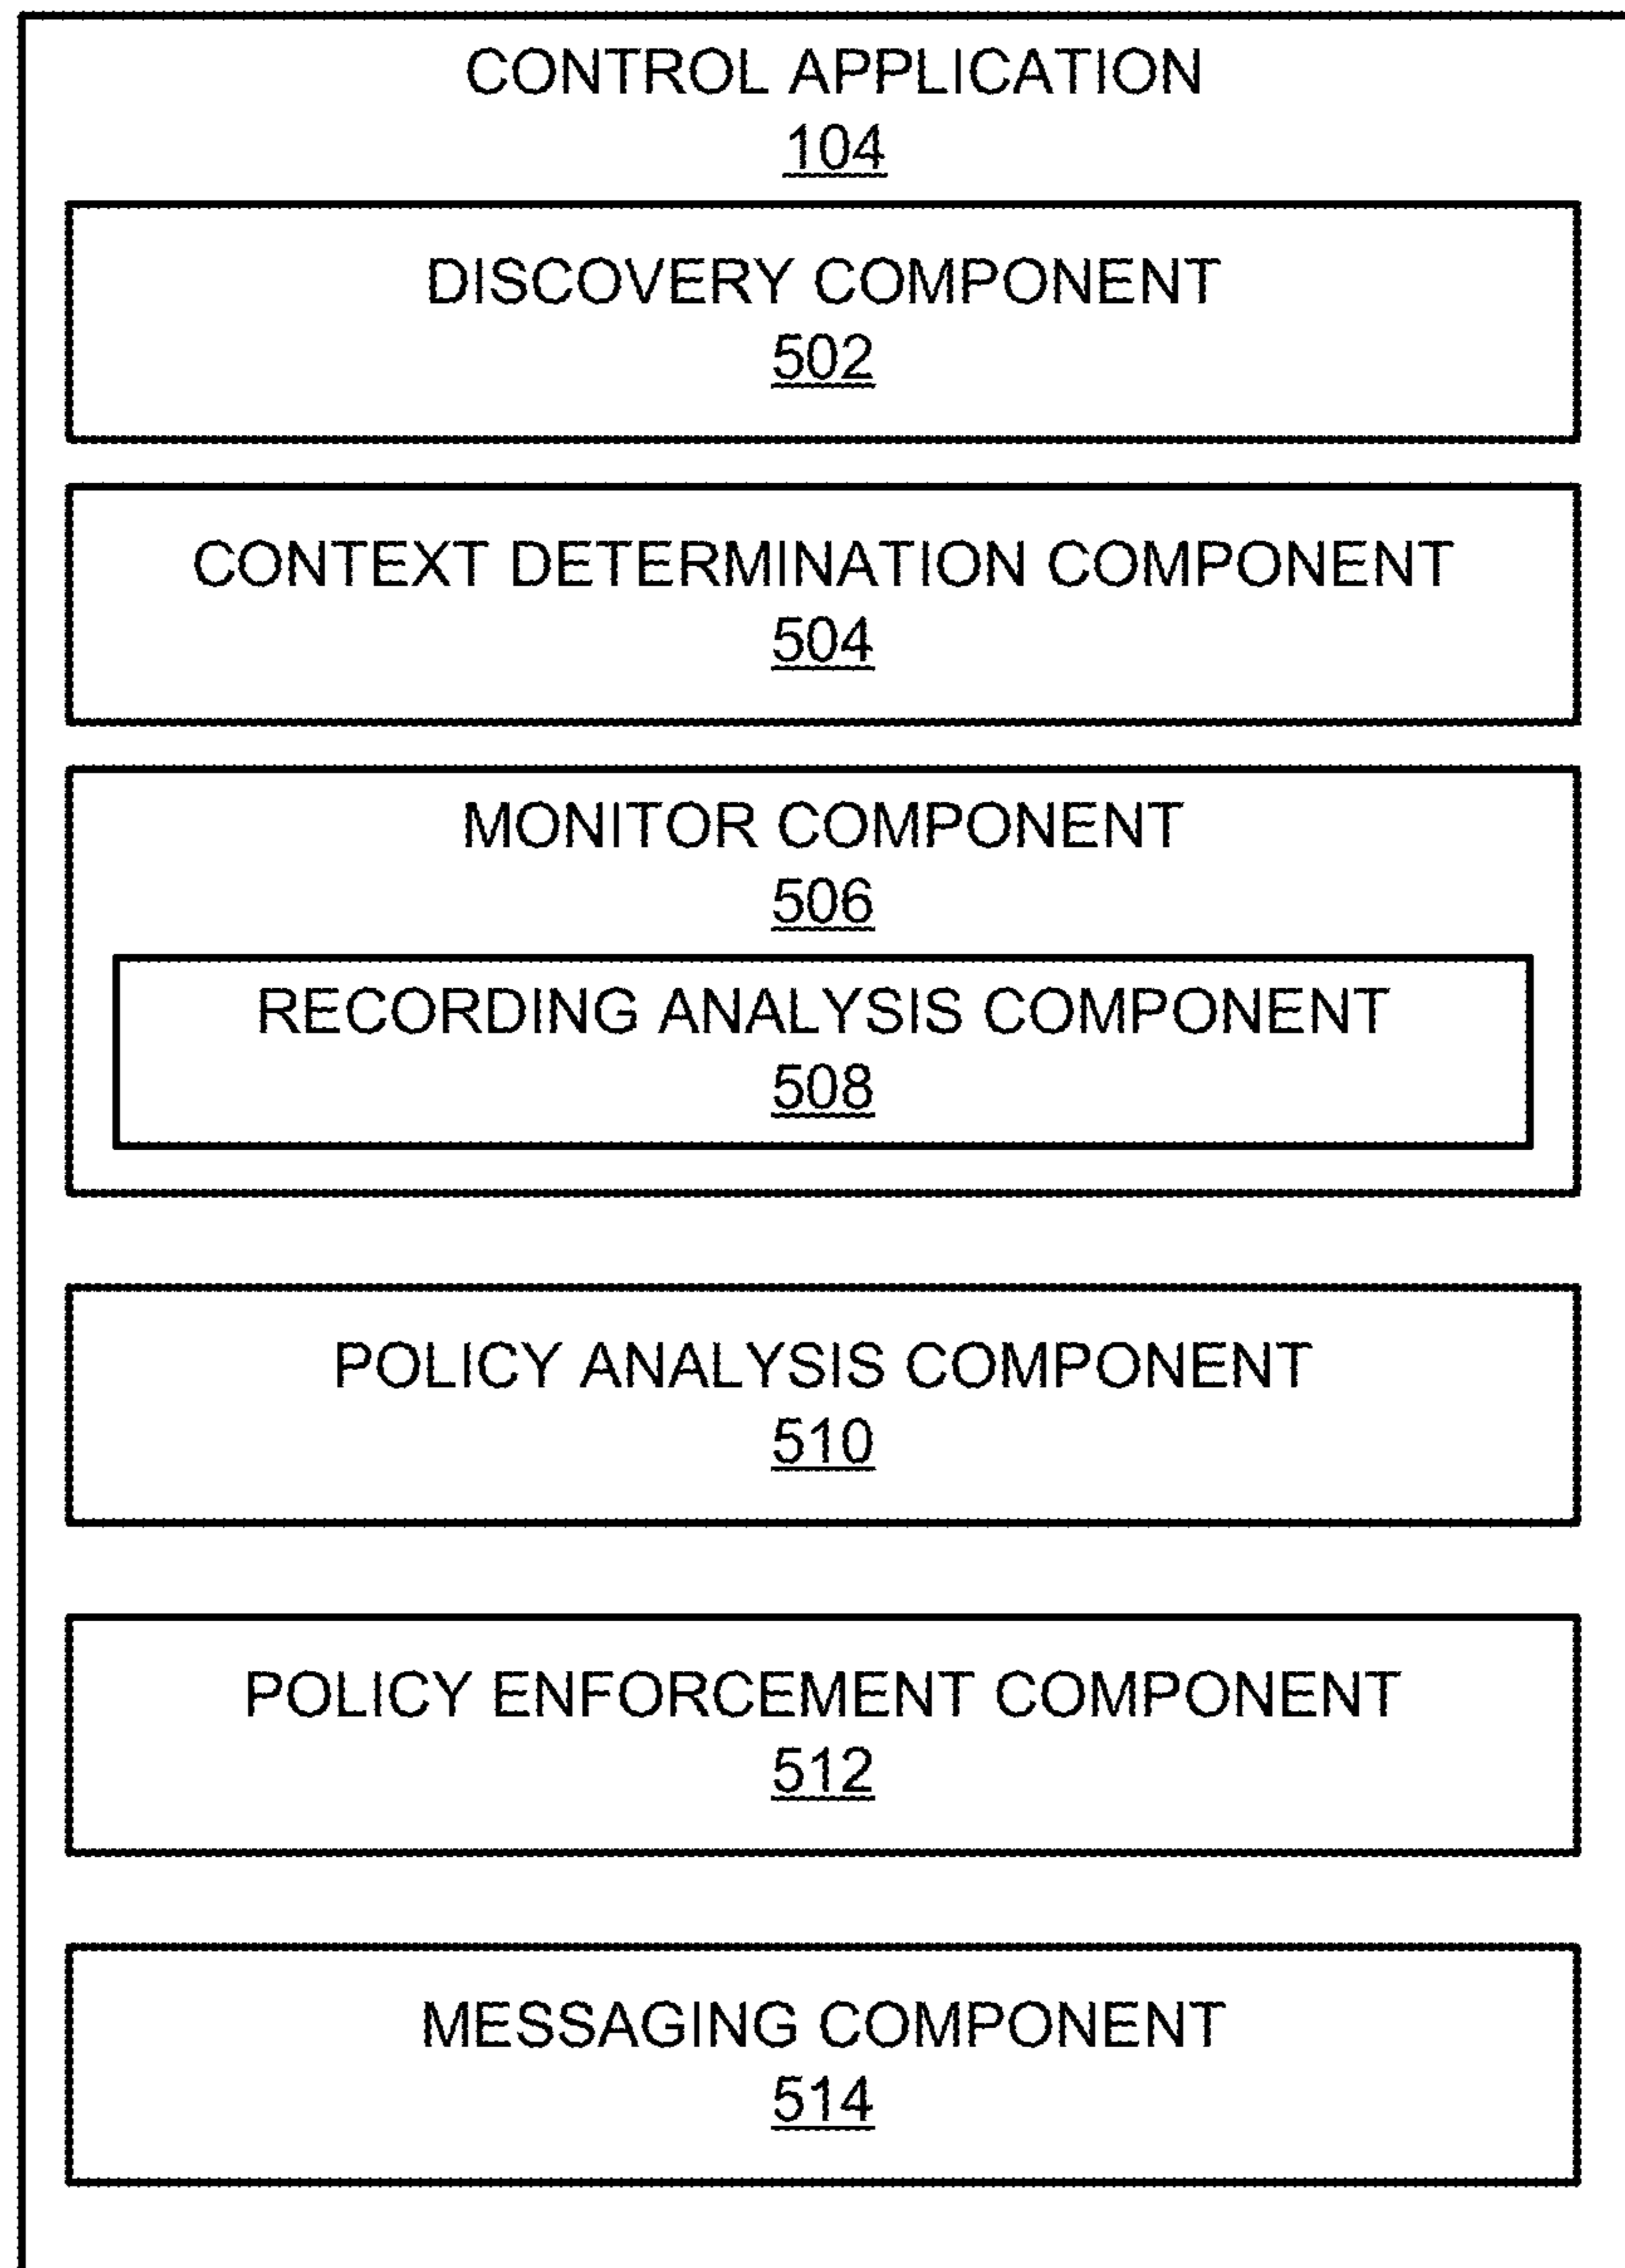 CONTROL APPLICATION
104
DISCOVERY COMPONENT
502
CONTEXT DETERMINATION COMPONENT
504
MONITOR COMPONENT
506
RECORDING ANALYSIS COMPONENT
508
POLICY ANALYSIS COMPONENT
510
POLICY ENFORCEMENT COMPONENT
512
MESSAGING COMPONENT
514